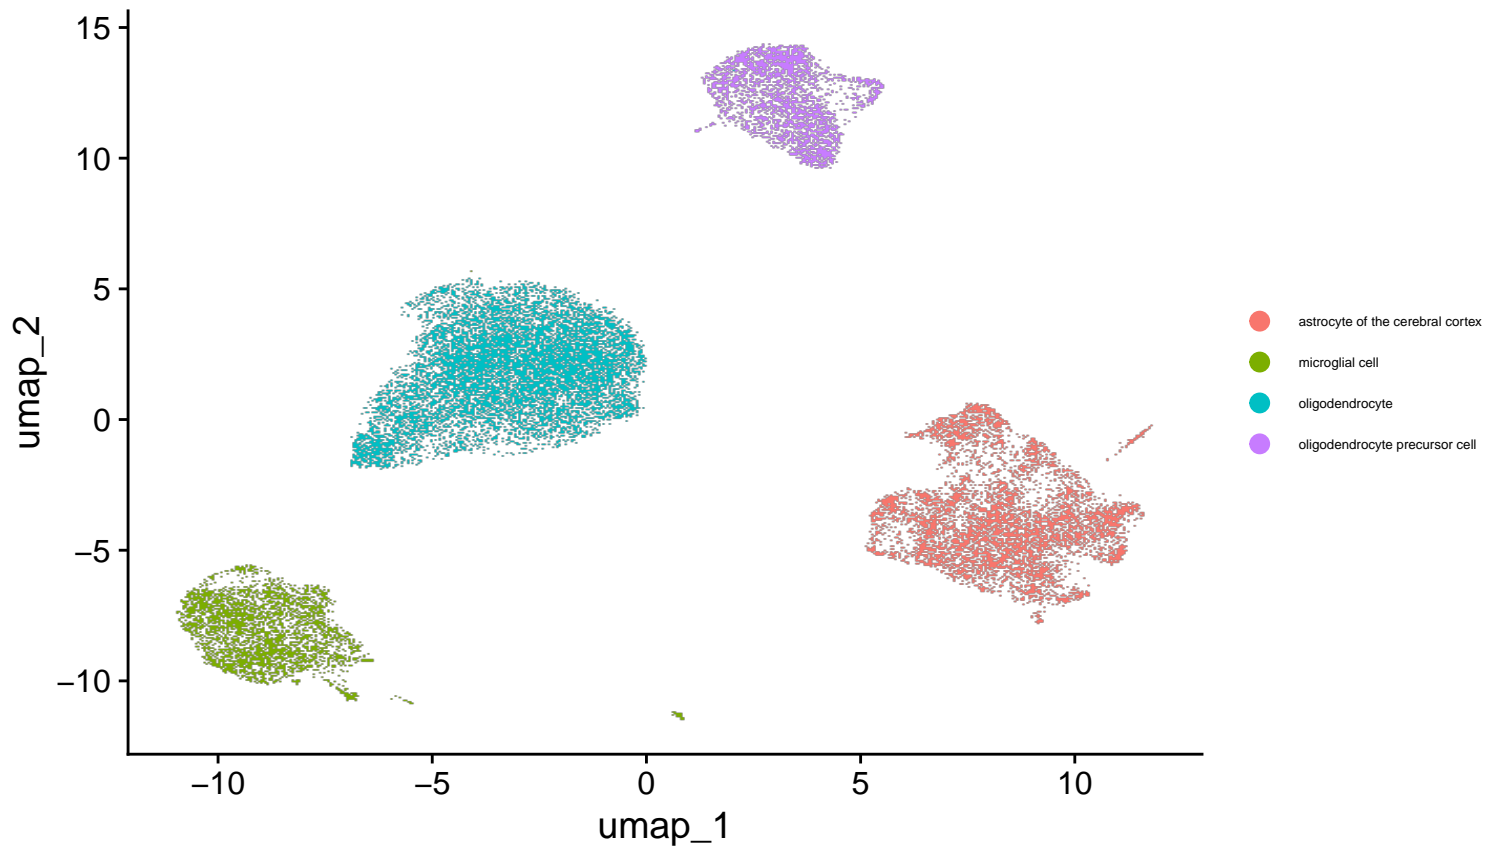 15
10
5
0
−5
−10
umap_2
−10
−5
0
5
10
umap_1
astrocyte of the cerebral cortex
microglial cell
oligodendrocyte
oligodendrocyte precursor cell